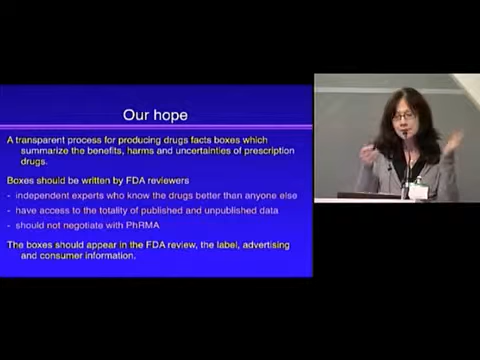 Our hope
A transparent process for producing drugs facts boxes which
summarize the benefits, harms and uncertainties of prescription
drugs.
Boxes should be written by FDA reviewers
- independent experts who know the drugs better than anyone else
- have access to the totality of published and unpublished data
- should not negotiate with PhRMA
The boxes should appear in the FDA review, the label, advertising
and consumer information.